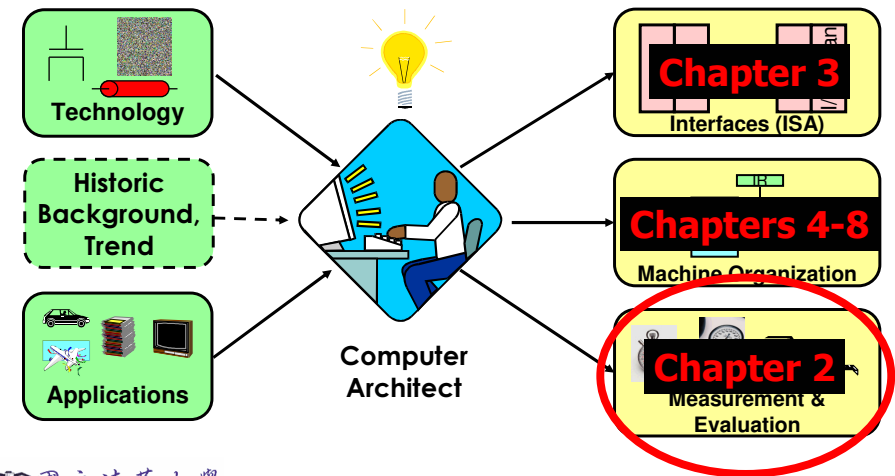 Technology
Historic
Background,
Trend
Applications
Computer
Architect
Chapter 3
Interfaces (ISA)
IR
Chapters 4-8
Machine Organization
Chapter 2
Measurement &
Evaluation